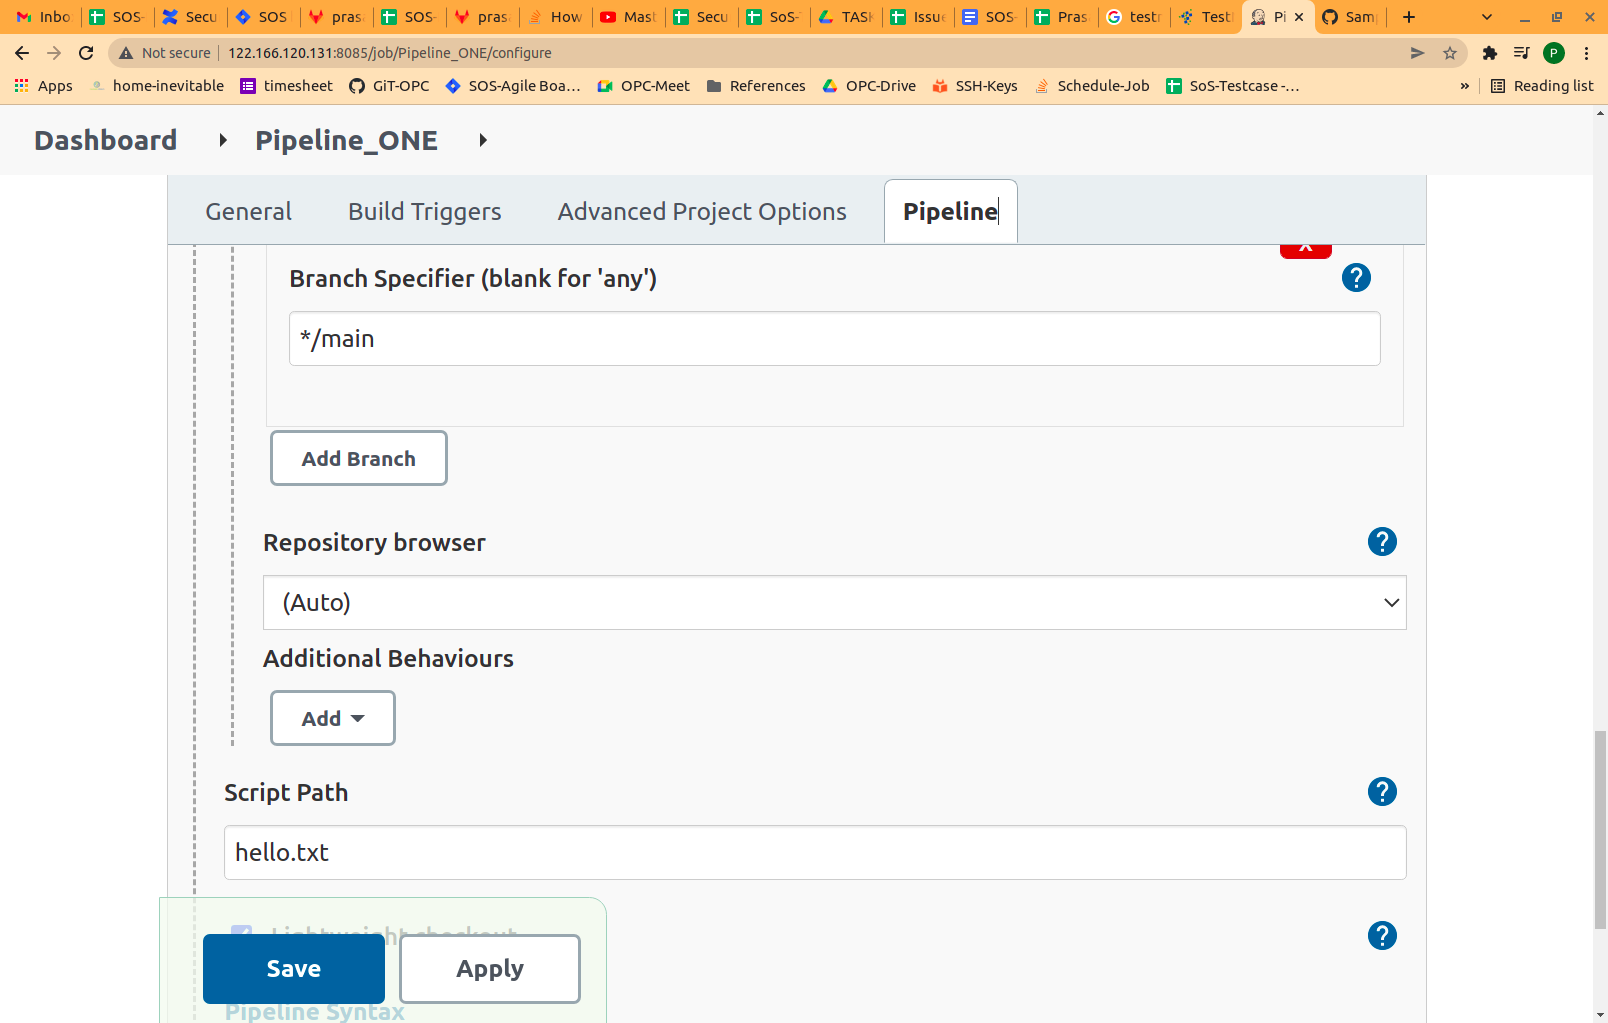 Inbo SOS- Secu SOS pras SOS- pras How Mast Secu SoS-T TASK Issue SOS- Pras testr Testl Pi Sam
Not secure 122.166.120.131:8085/job/Pipeline_ONE/configure
Apps home-inevitable timesheet GiT-OPC SOS-Agile Boa... OPC-Meet References OPC-Drive SSH-Keys Schedule-Job SoS-Testcase -... » Reading list
Dashboard Pipeline_ONE
General Build Triggers Advanced Project Options Pipeline
X
Branch Specifier (blank for 'any') ?
*/main
Add Branch
Repository browser ?
(Auto)
Additional Behaviours
Add
Script Path ?
hello.txt
Lightweight checkout ?
Save Apply
Pipeline Syntax